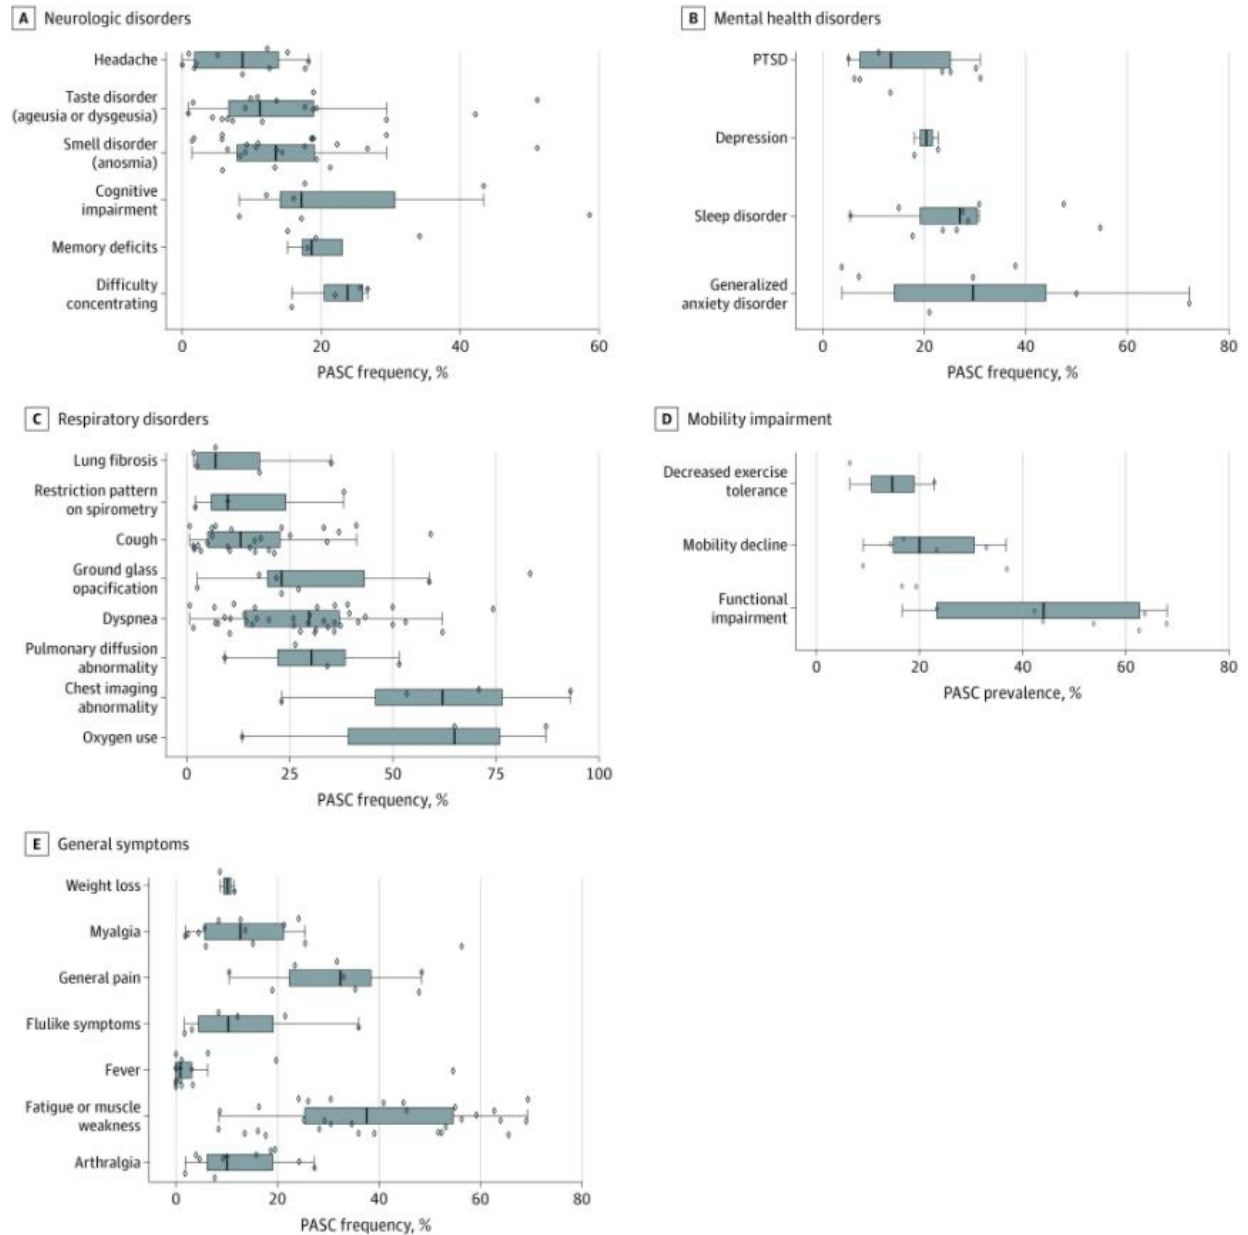 A Neurologic disorders
Headache
Taste disorder
(ageusia or dysgeusia)
Smell disorder
(anosmia)
Cognitive
impairment
Memory deficits
Difficulty
concentrating
0 20 40 60
PASC frequency, %
B Mental health disorders
PTSD
Depression
Sleep disorder
Generalized
anxiety disorder
0 20 40 60 80
PASC frequency, %
C Respiratory disorders
Lung fibrosis
Restriction pattern
on spirometry
Cough
Ground glass
opacification
Dyspnea
Pulmonary diffusion
abnormality
Chest imaging
abnormality
Oxygen use
0 25 50 75 100
PASC frequency, %
D Mobility impairment
Decreased exercise
tolerance
Mobility decline
Functional
impairment
0 20 40 60 80
PASC prevalence, %
E General symptoms
Weight loss
Myalgia
General pain
Flulike symptoms
Fever
Fatigue or muscle
weakness
Arthralgia
0 20 40 60 80
PASC frequency, %